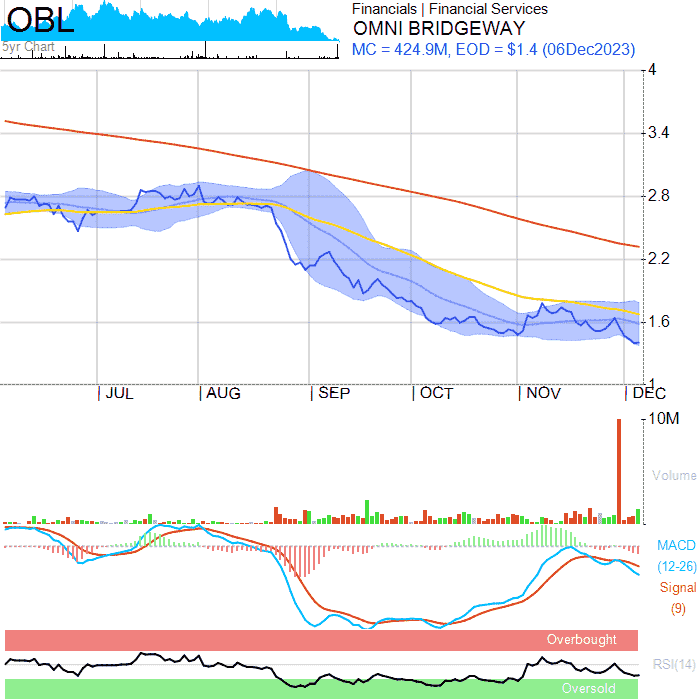 OBL
5yr Chart
Financials | Financial Services
OMNI BRIDGEWAY
MC = 424.9M, EOD = $1.4 (06Dec2023)
4
3.4
2.8
2.2
1.6
1
| JUL | AUG | SEP | OCT | NOV | DEC
10M
Volume
MACD
(12-26)
Signal
(9)
Overbought
RSI(14)
Oversold